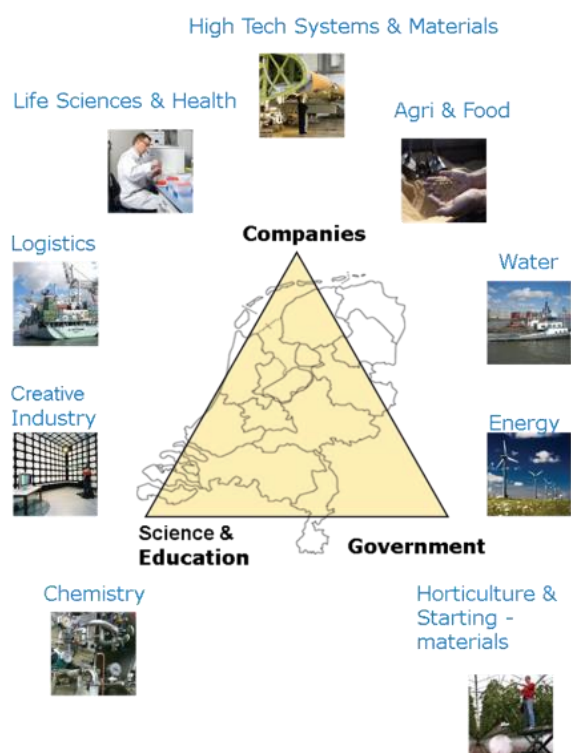 High Tech Systems & Materials
Life Sciences & Health
Agri & Food
Companies
Logistics
Water
Creative
Industry
Energy
Science &
Education
Government
Chemistry
Horticulture &
Starting -
materials